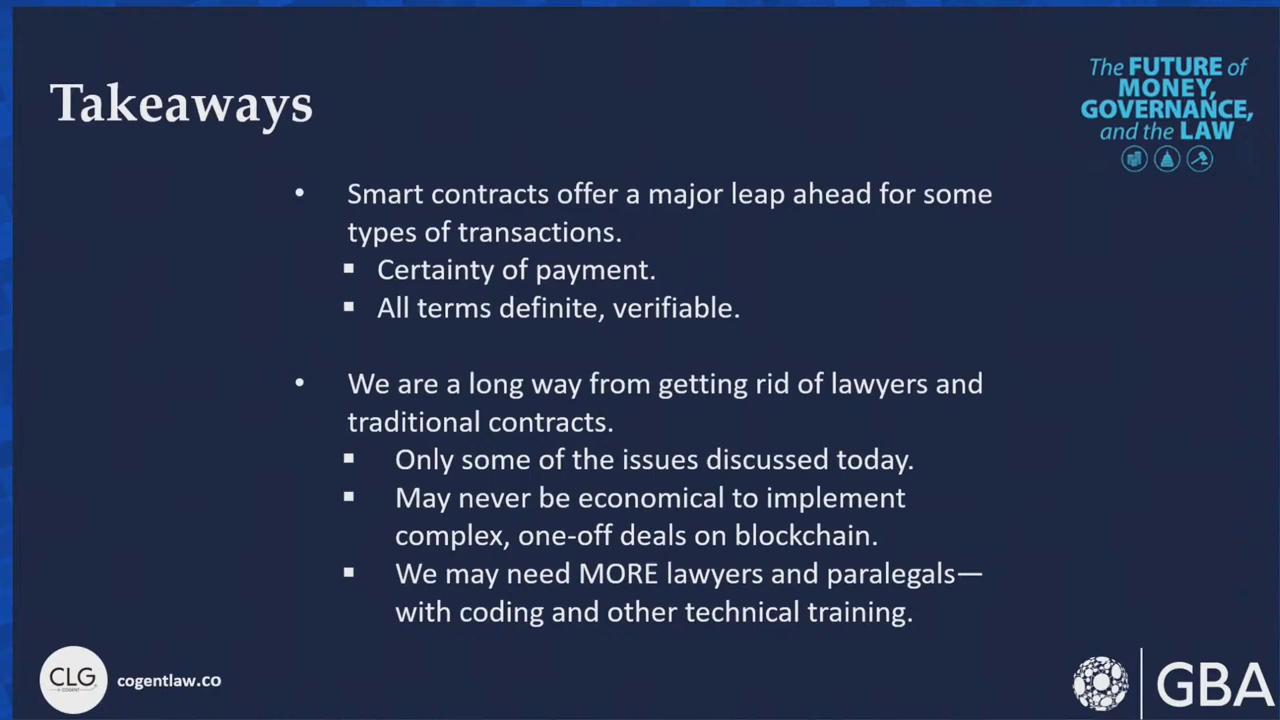 Takeaways
The FUTURE of
MONEY,
GOVERNANCE,
and the LAW
• Smart contracts offer a major leap ahead for some
types of transactions.
▪ Certainty of payment.
▪ All terms definite, verifiable.
• We are a long way from getting rid of lawyers and
traditional contracts.
▪ Only some of the issues discussed today.
▪ May never be economical to implement
complex, one-off deals on blockchain.
▪ We may need MORE lawyers and paralegals—
with coding and other technical training.
CLG
COGENT
cogentlaw.co
GBA